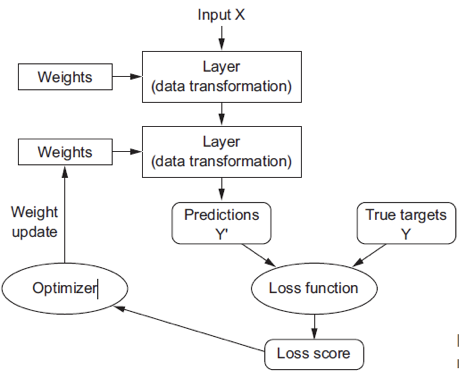 Input X
Weights
Layer
(data transformation)
Weights
Layer
(data transformation)
Weight
update
Predictions
Y'
True targets
Y
Optimizer
Loss function
Loss score